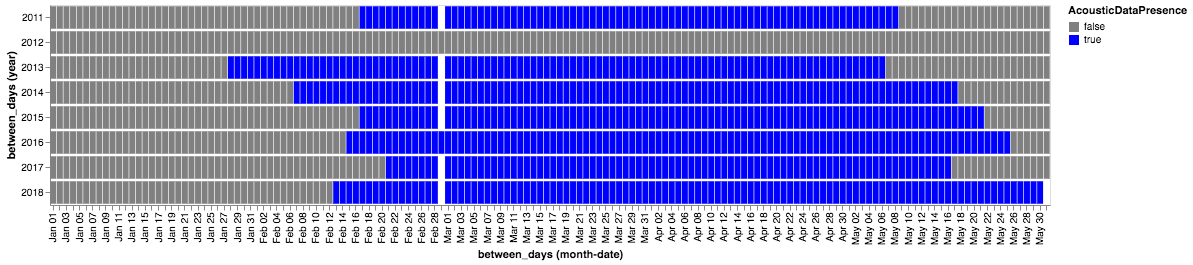 AcousticDataPresence
false
true
between_days (year)
2011
2012
2013
2014
2015
2016
2017
2018
Jan 01
Jan 03
Jan 05
Jan 07
Jan 09
Jan 11
Jan 13
Jan 15
Jan 17
Jan 19
Jan 21
Jan 23
Jan 25
Jan 27
Jan 29
Jan 31
Feb 02
Feb 04
Feb 06
Feb 08
Feb 10
Feb 12
Feb 14
Feb 16
Feb 18
Feb 20
Feb 22
Feb 24
Feb 26
Feb 28
Mar 01
Mar 03
Mar 05
Mar 07
Mar 09
Mar 11
Mar 13
Mar 15
Mar 17
Mar 19
Mar 21
Mar 23
Mar 25
Mar 27
Mar 29
Mar 31
Apr 02
Apr 04
Apr 06
Apr 08
Apr 10
Apr 12
Apr 14
Apr 16
Apr 18
Apr 20
Apr 22
Apr 24
Apr 26
Apr 28
Apr 30
May 02
May 04
May 06
May 08
May 10
May 12
May 14
May 16
May 18
May 20
May 22
May 24
May 26
May 28
May 30
between_days (month-date)